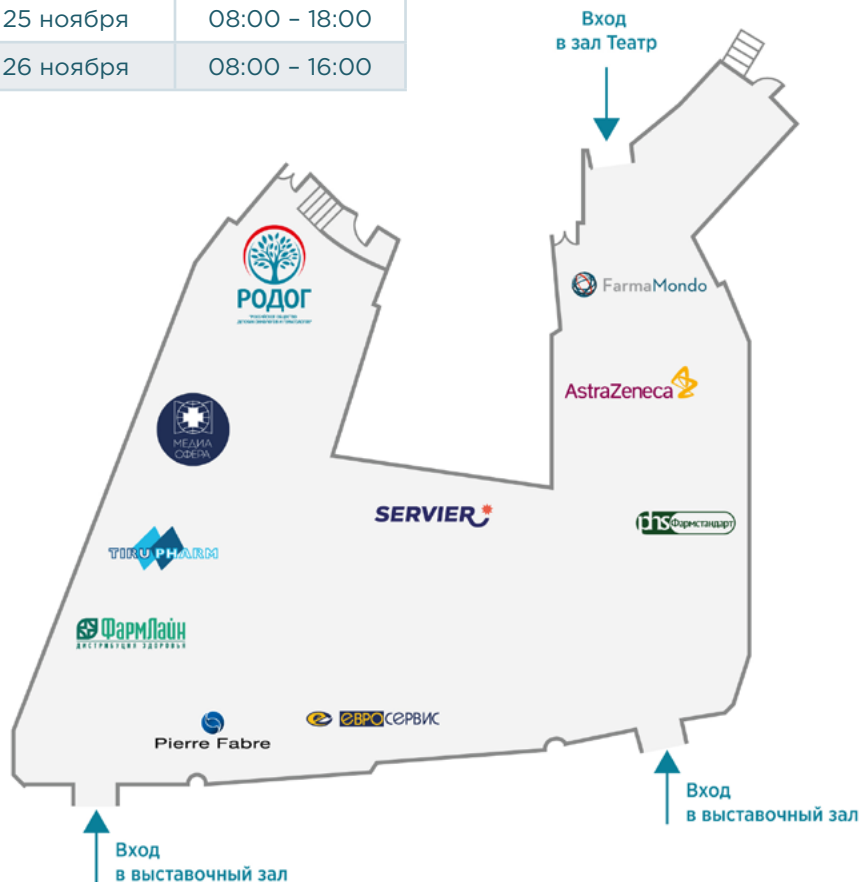 25 ноября 08:00 – 18:00
26 ноября 08:00 – 16:00
Вход
в зал Театр
РОДОГ
FarmaMondo
AstraZeneca
МЕДИА
СФЕРА
SERVIER
phs Фармстандарт
TIRUPHARM
ФармЛайн
ДИСТРИБУЦИЯ ЗДОРОВЬЯ
Pierre Fabre
ЕВРОСЕРВИС
Вход
в выставочный зал
Вход
в выставочный зал